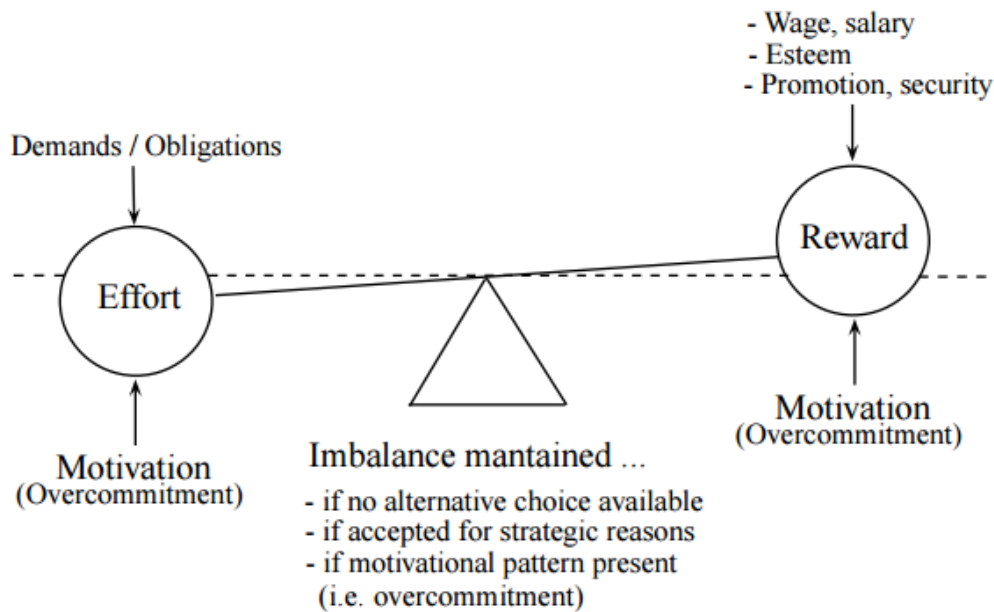 - Wage, salary
- Esteem
- Promotion, security
Demands / Obligations
Reward
Effort
Motivation
(Overcommitment)
Motivation
(Overcommitment)
Imbalance mantained ...
- if no alternative choice available
- if accepted for strategic reasons
- if motivational pattern present
(i.e. overcommitment)